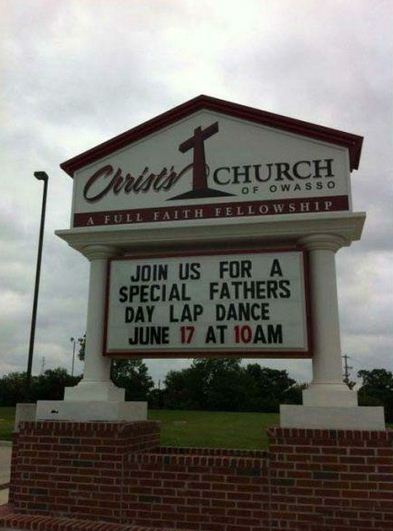 Christ's CHURCH
OF OWASSO
A FULL FAITH FELLOWSHIP
JOIN US FOR A
SPECIAL FATHERS
DAY LAP DANCE
JUNE 17 AT 10AM